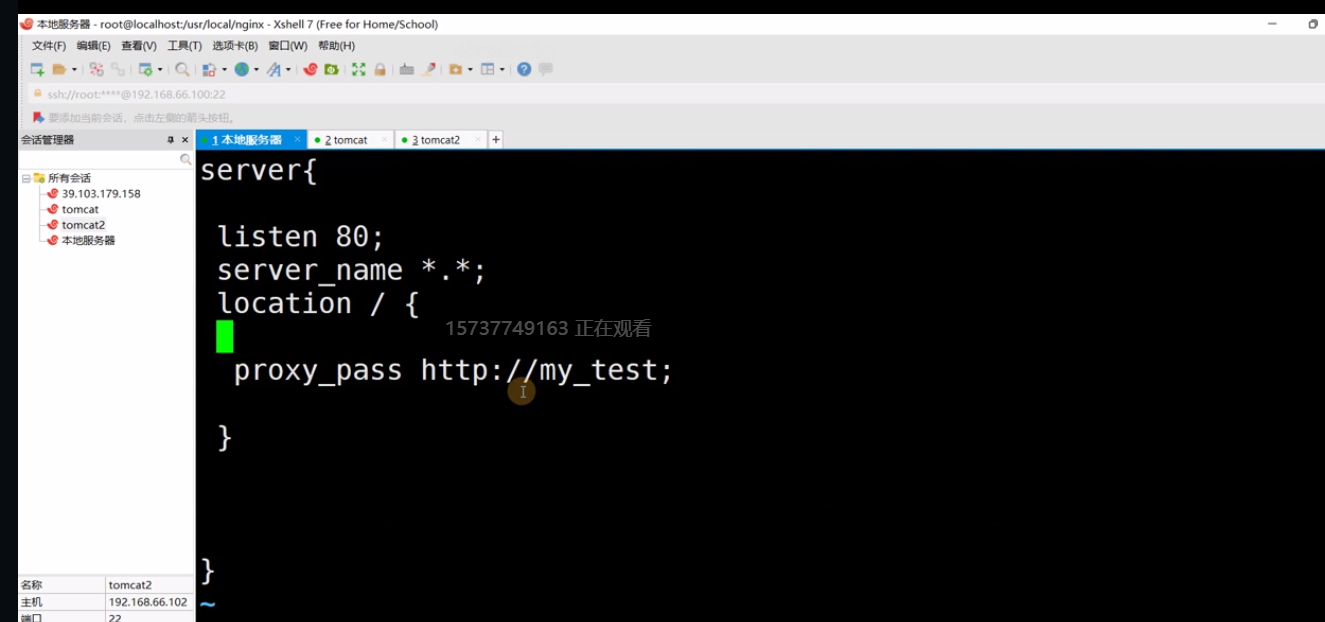 本地服务器 - root@localhost:/usr/local/nginx - Xshell 7 (Free for Home/School)
文件(F) 编辑(E) 查看(V) 工具(T) 选项卡(B) 窗口(W) 帮助(H)
ssh://root:****@192.168.66.100:22
要添加当前会话，点击左侧的箭头按钮。
会话管理器
1 本地服务器 2 tomcat 3 tomcat2 +
所有会话
39.103.179.158
tomcat
tomcat2
本地服务器
server{
listen 80;
server_name *.*;
location / {
15737749163 正在观看
proxy_pass http://my_test;
}
}
~
名称 tomcat2
主机 192.168.66.102
端口 22